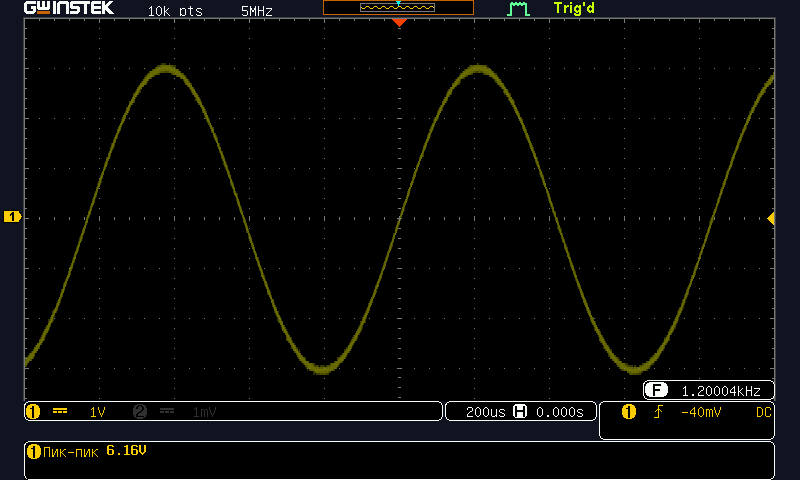 GWINSTEK 10k pts 5MHz Trig'd
1
F 1.20004kHz
1 1V 2 1mV 200us H 0.000s 1 -40mV DC
1 Пик-пик 6.16V